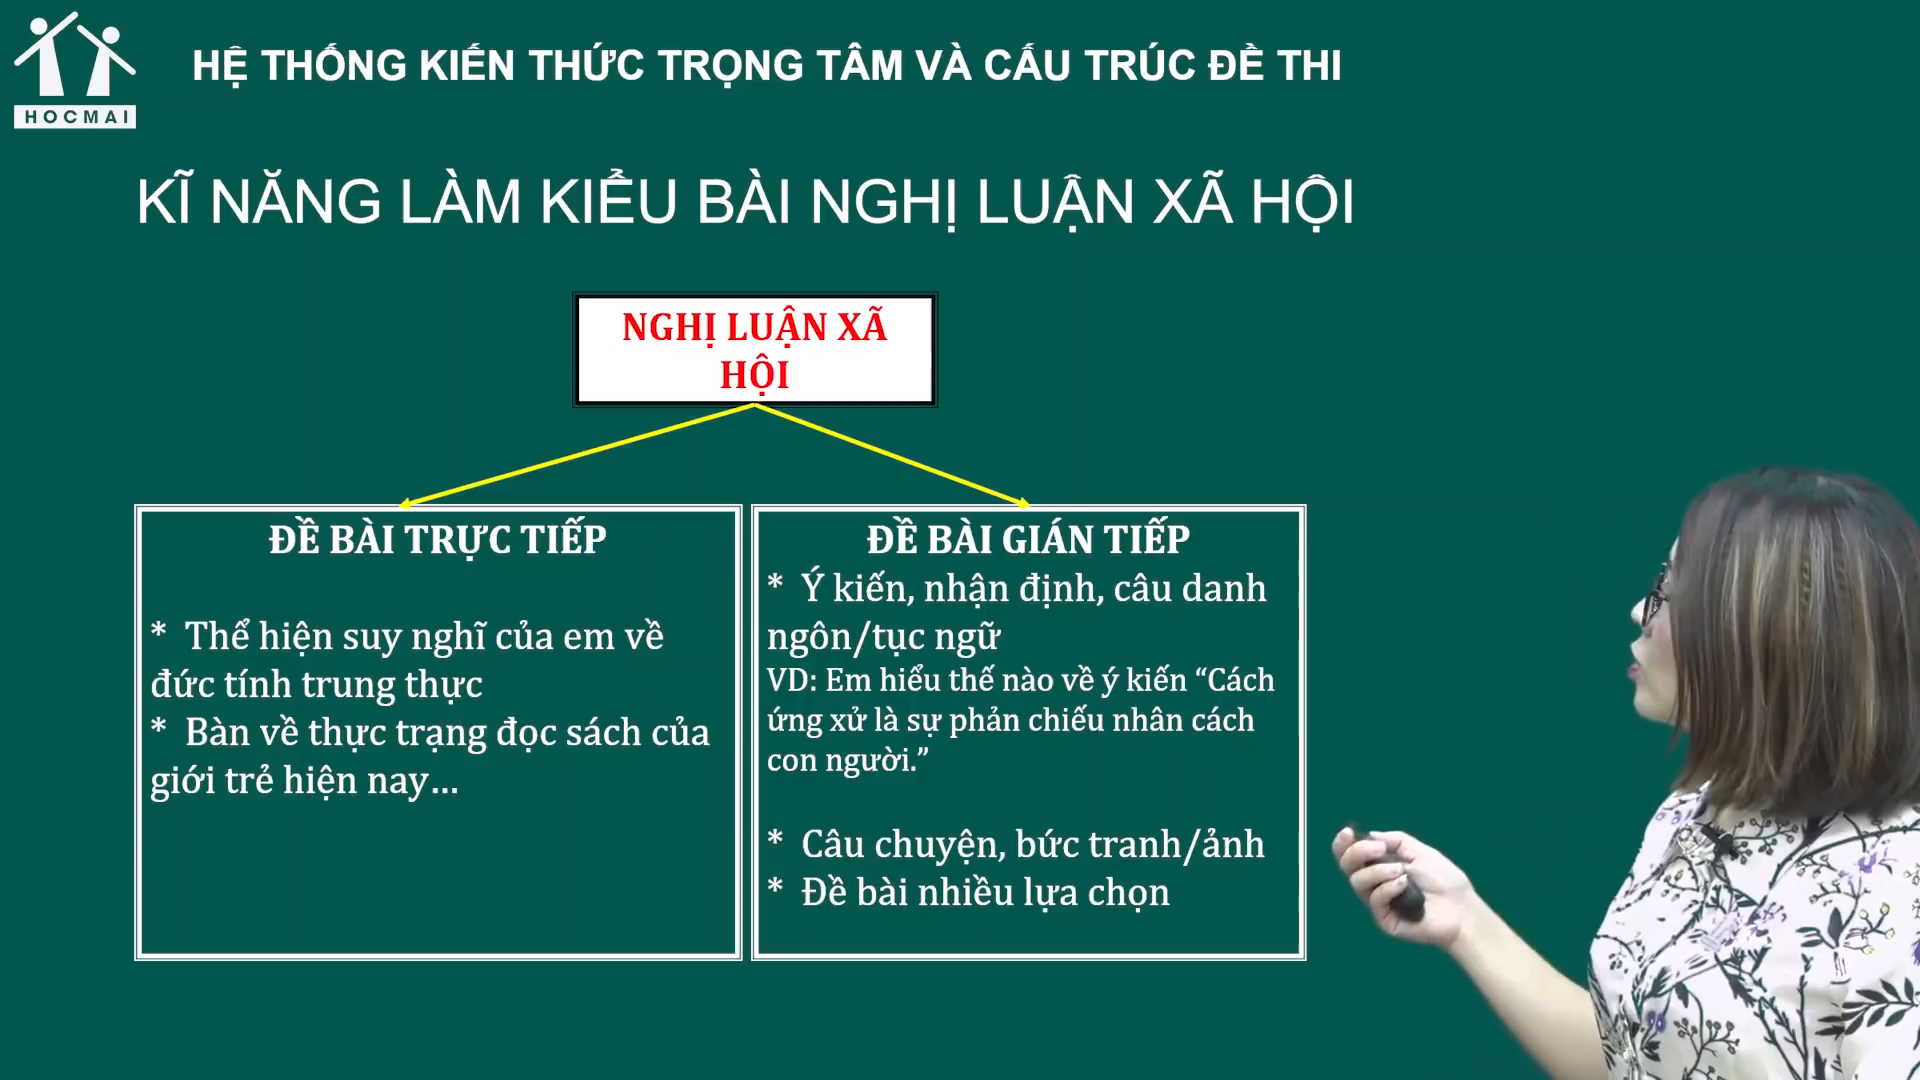 HOCMAI
HỆ THỐNG KIẾN THỨC TRỌNG TÂM VÀ CẤU TRÚC ĐỀ THI
KĨ NĂNG LÀM KIỂU BÀI NGHỊ LUẬN XÃ HỘI
NGHỊ LUẬN XÃ
HỘI
ĐỀ BÀI TRỰC TIẾP
* Thể hiện suy nghĩ của em về
đức tính trung thực
* Bàn về thực trạng đọc sách của
giới trẻ hiện nay...
ĐỀ BÀI GIÁN TIẾP
* Ý kiến, nhận định, câu danh
ngôn/tục ngữ
VD: Em hiểu thế nào về ý kiến “Cách
ứng xử là sự phản chiếu nhân cách
con người.”
* Câu chuyện, bức tranh/ảnh
* Đề bài nhiều lựa chọn